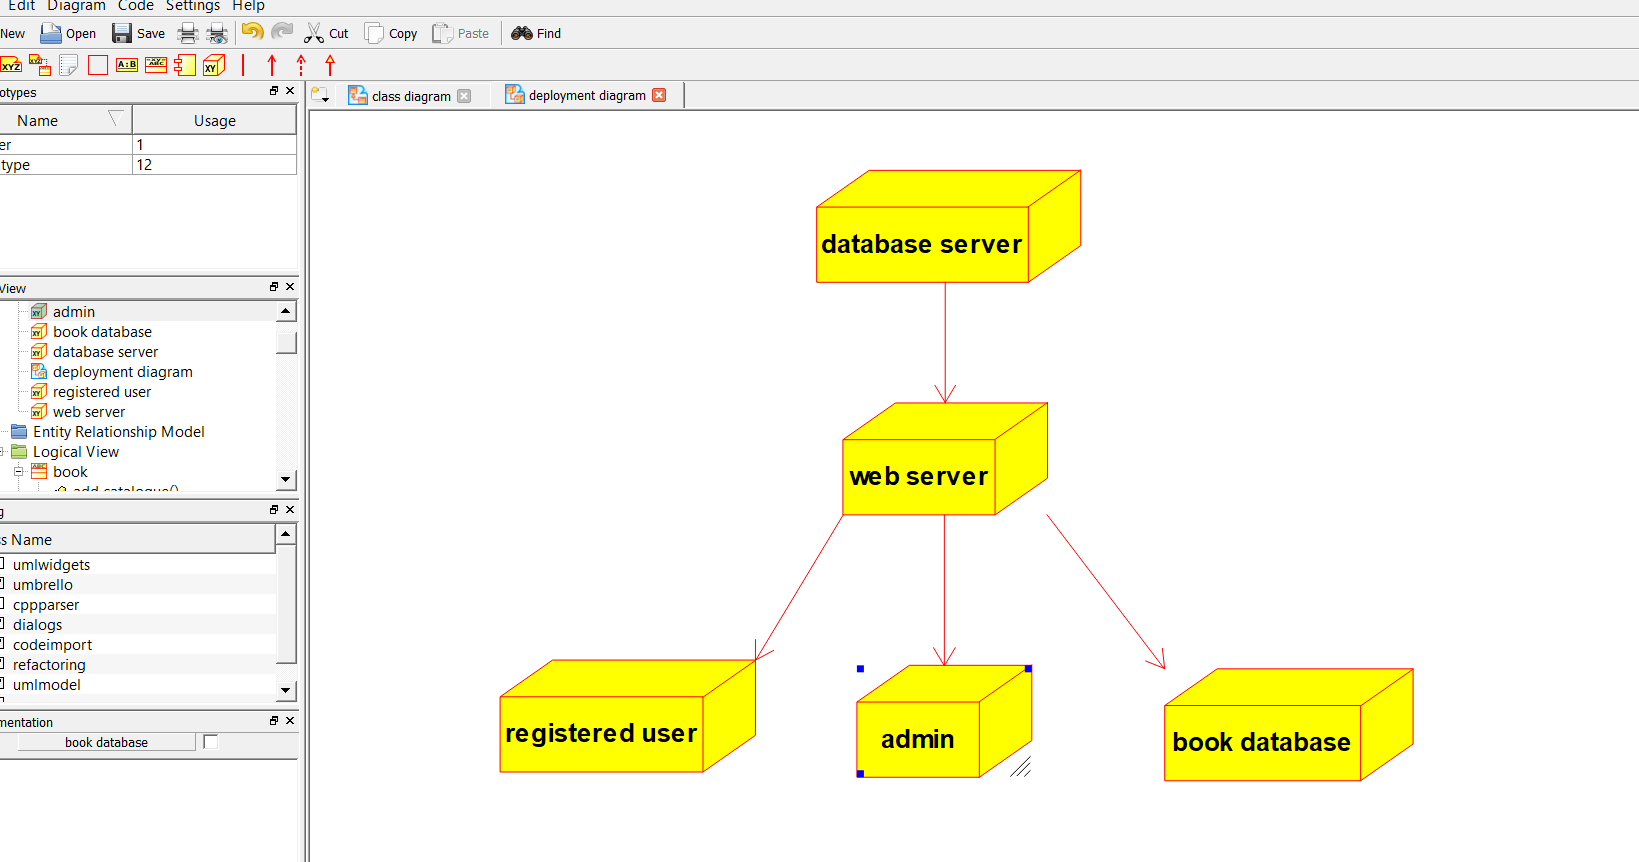 Edit Diagram Code Settings Help
New Open Save Cut Copy Paste Find
XYZ XYZ A:B ABC XY
otypes
class diagram deployment diagram
Name Usage
er 1
type 12
database server
View
admin
book database
database server
deployment diagram
registered user
web server
Entity Relationship Model
Logical View
book
add catalogue()
web server
g
s Name
umlwidgets
umbrello
cppparser
dialogs
codeimport
refactoring
umlmodel
registered user
admin
book database
mentation
book database